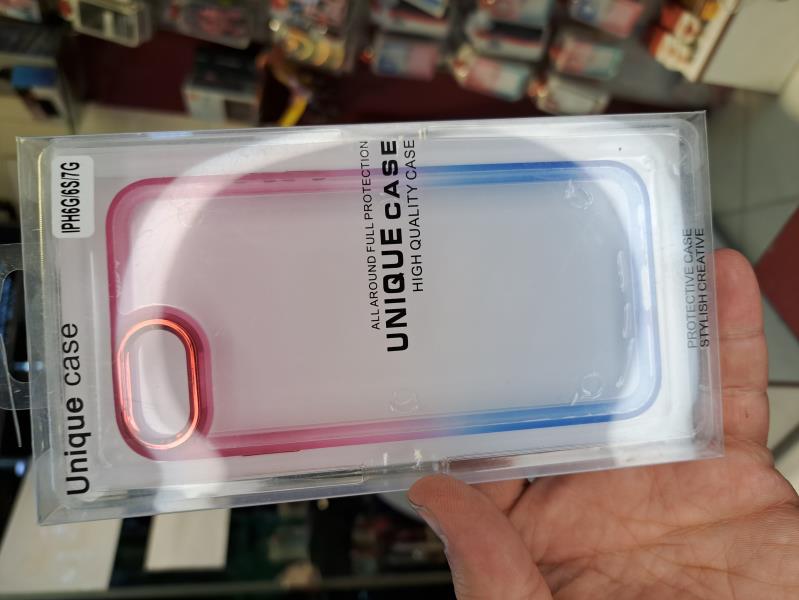 IPH6G/6S/7G
Unique case
ALL AROUND FULL PROTECTION
UNIQUE CASE
HIGH QUALITY CASE
PROTECTIVE CASE
STYLISH CREATIVE